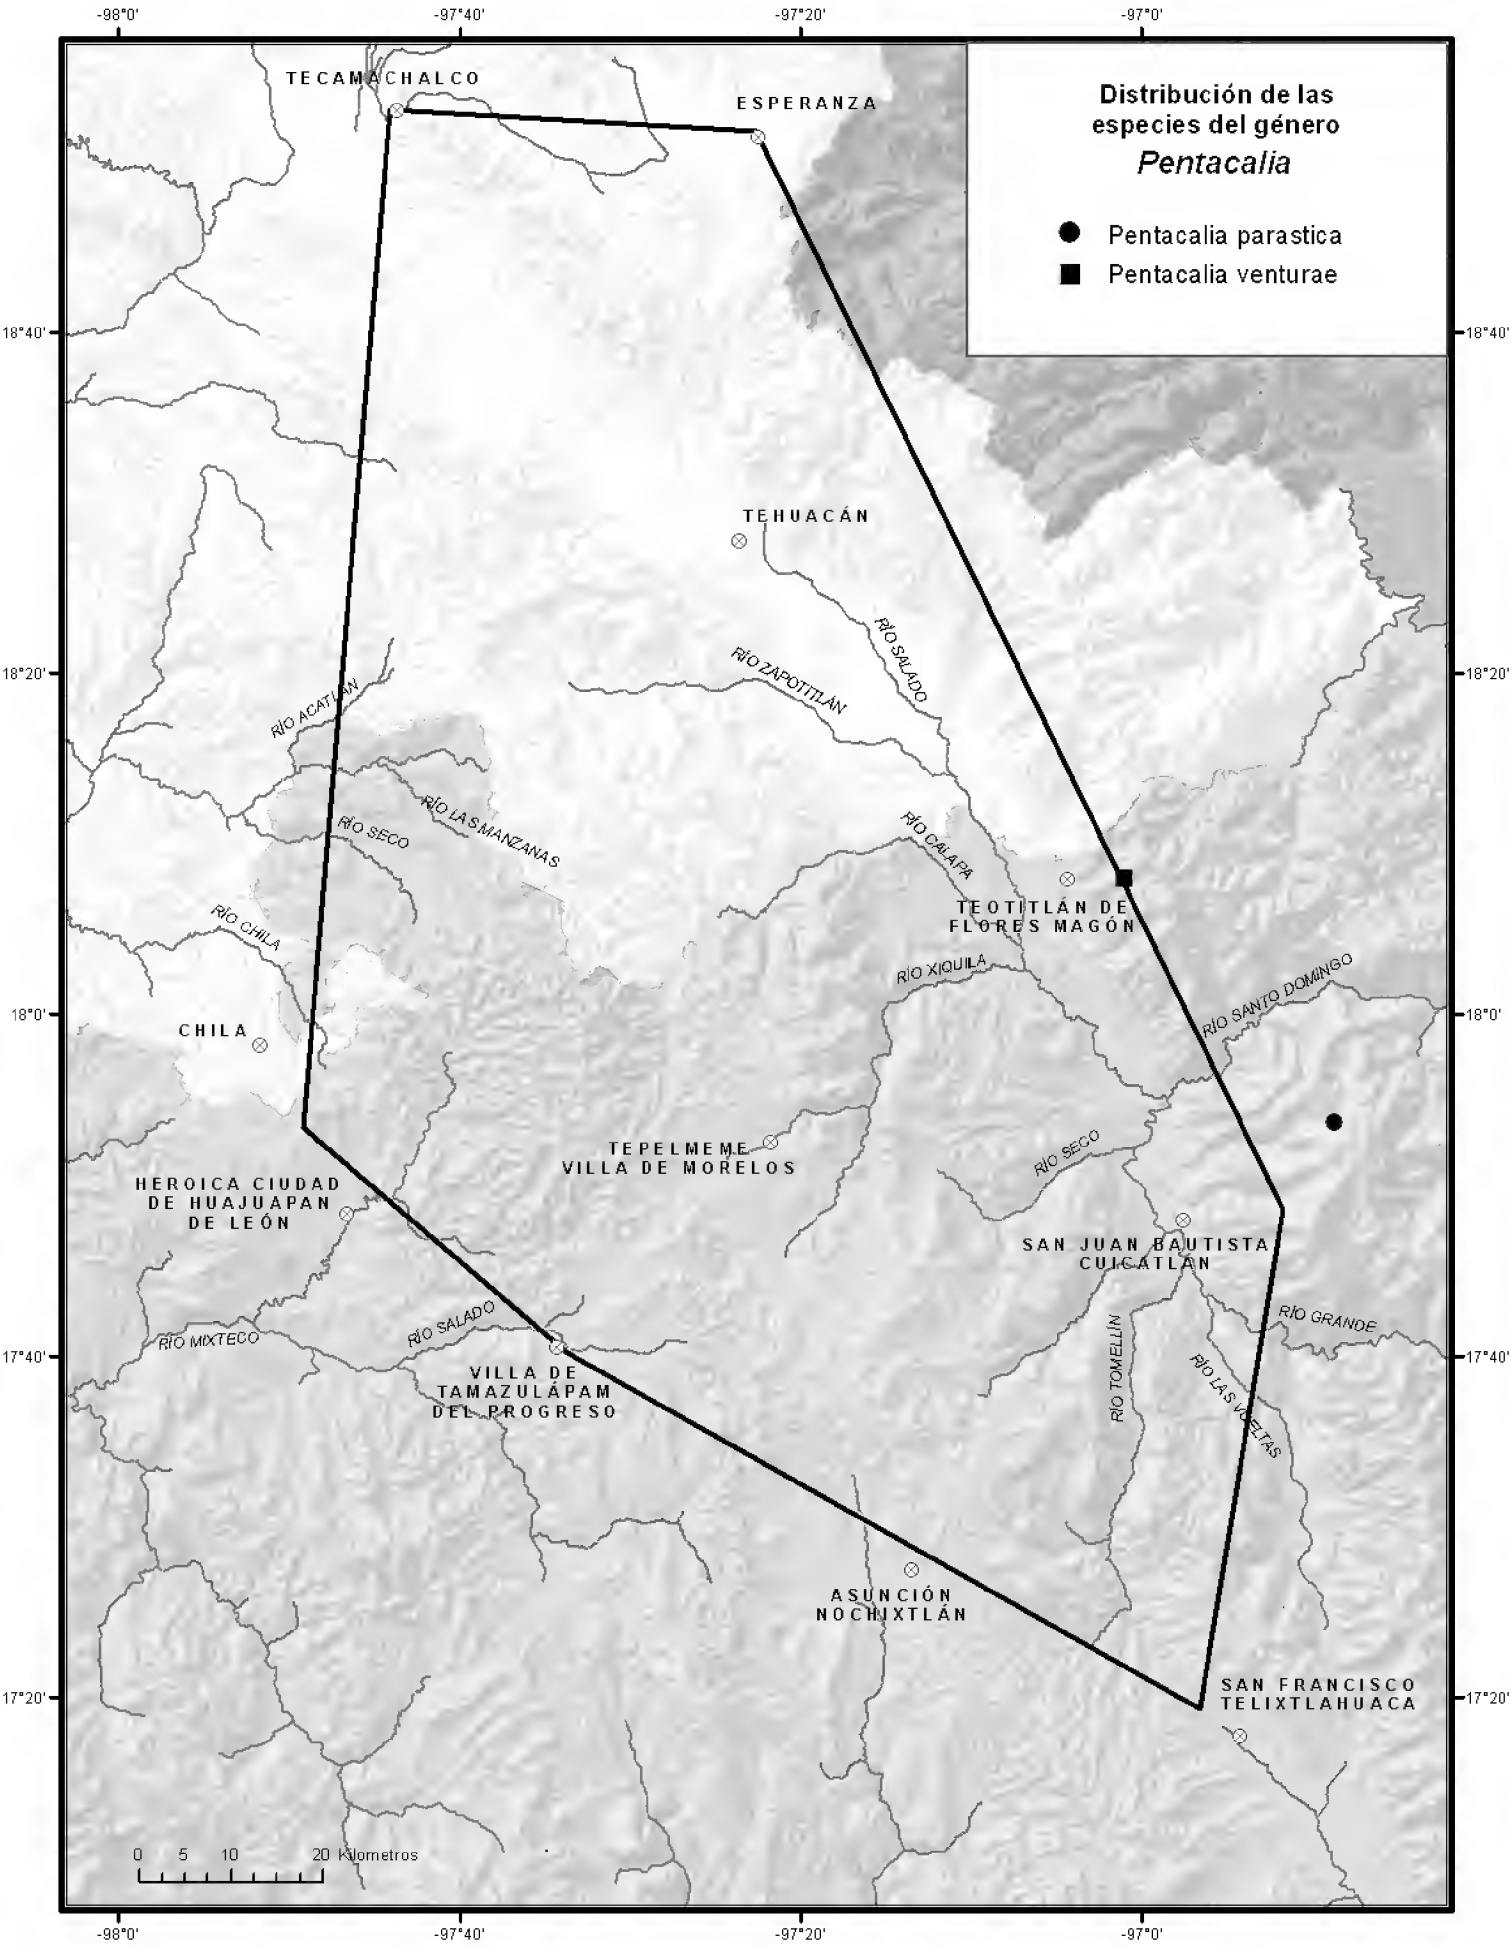 -98°0'
-97°40'
-97°20'
-97°0'
TECAMACHALCO
ESPERANZA
Distribución de las
especies del género
Pentacalia
Pentacalia parastica
Pentacalia venturae
18°40'
18°40'
TEHUACÁN
RÍO SALADO
RÍO ZAPOTITLÁN
18°20'
18°20'
RÍO ACATLÁN
RÍO LAS MANZANAS
RÍO SECO
RÍO CALAPA
TEOTITLÁN DE
FLORES MAGÓN
RÍO CHILA
RÍO XIQUILA
RÍO SANTO DOMINGO
18°0'
18°0'
CHILA
TEPELMEME
VILLA DE MORELOS
RÍO SECO
HEROICA CIUDAD
DE HUAJUAPAN
DE LEÓN
SAN JUAN BAUTISTA
CUICATLÁN
RÍO SALADO
RÍO MIXTECO
RÍO GRANDE
17°40'
17°40'
VILLA DE
TAMAZULÁPAM
DEL PROGRESO
RÍO TOMELLÍN
RÍO LAS VUELTAS
ASUNCIÓN
NOCHIXTLÁN
17°20'
17°20'
SAN FRANCISCO
TELIXTLAHUACA
0 5 10 20 Kilometros
-98°0'
-97°40'
-97°20'
-97°0'